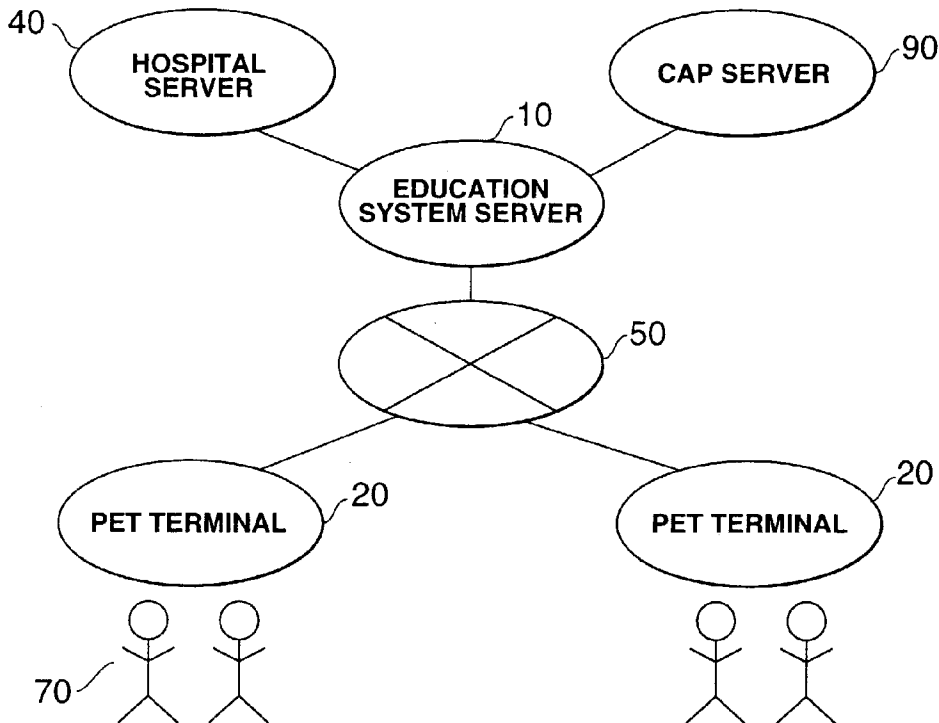 40
HOSPITAL
SERVER
CAP SERVER
90
10
EDUCATION
SYSTEM SERVER
50
PET TERMINAL
20
PET TERMINAL
20
70